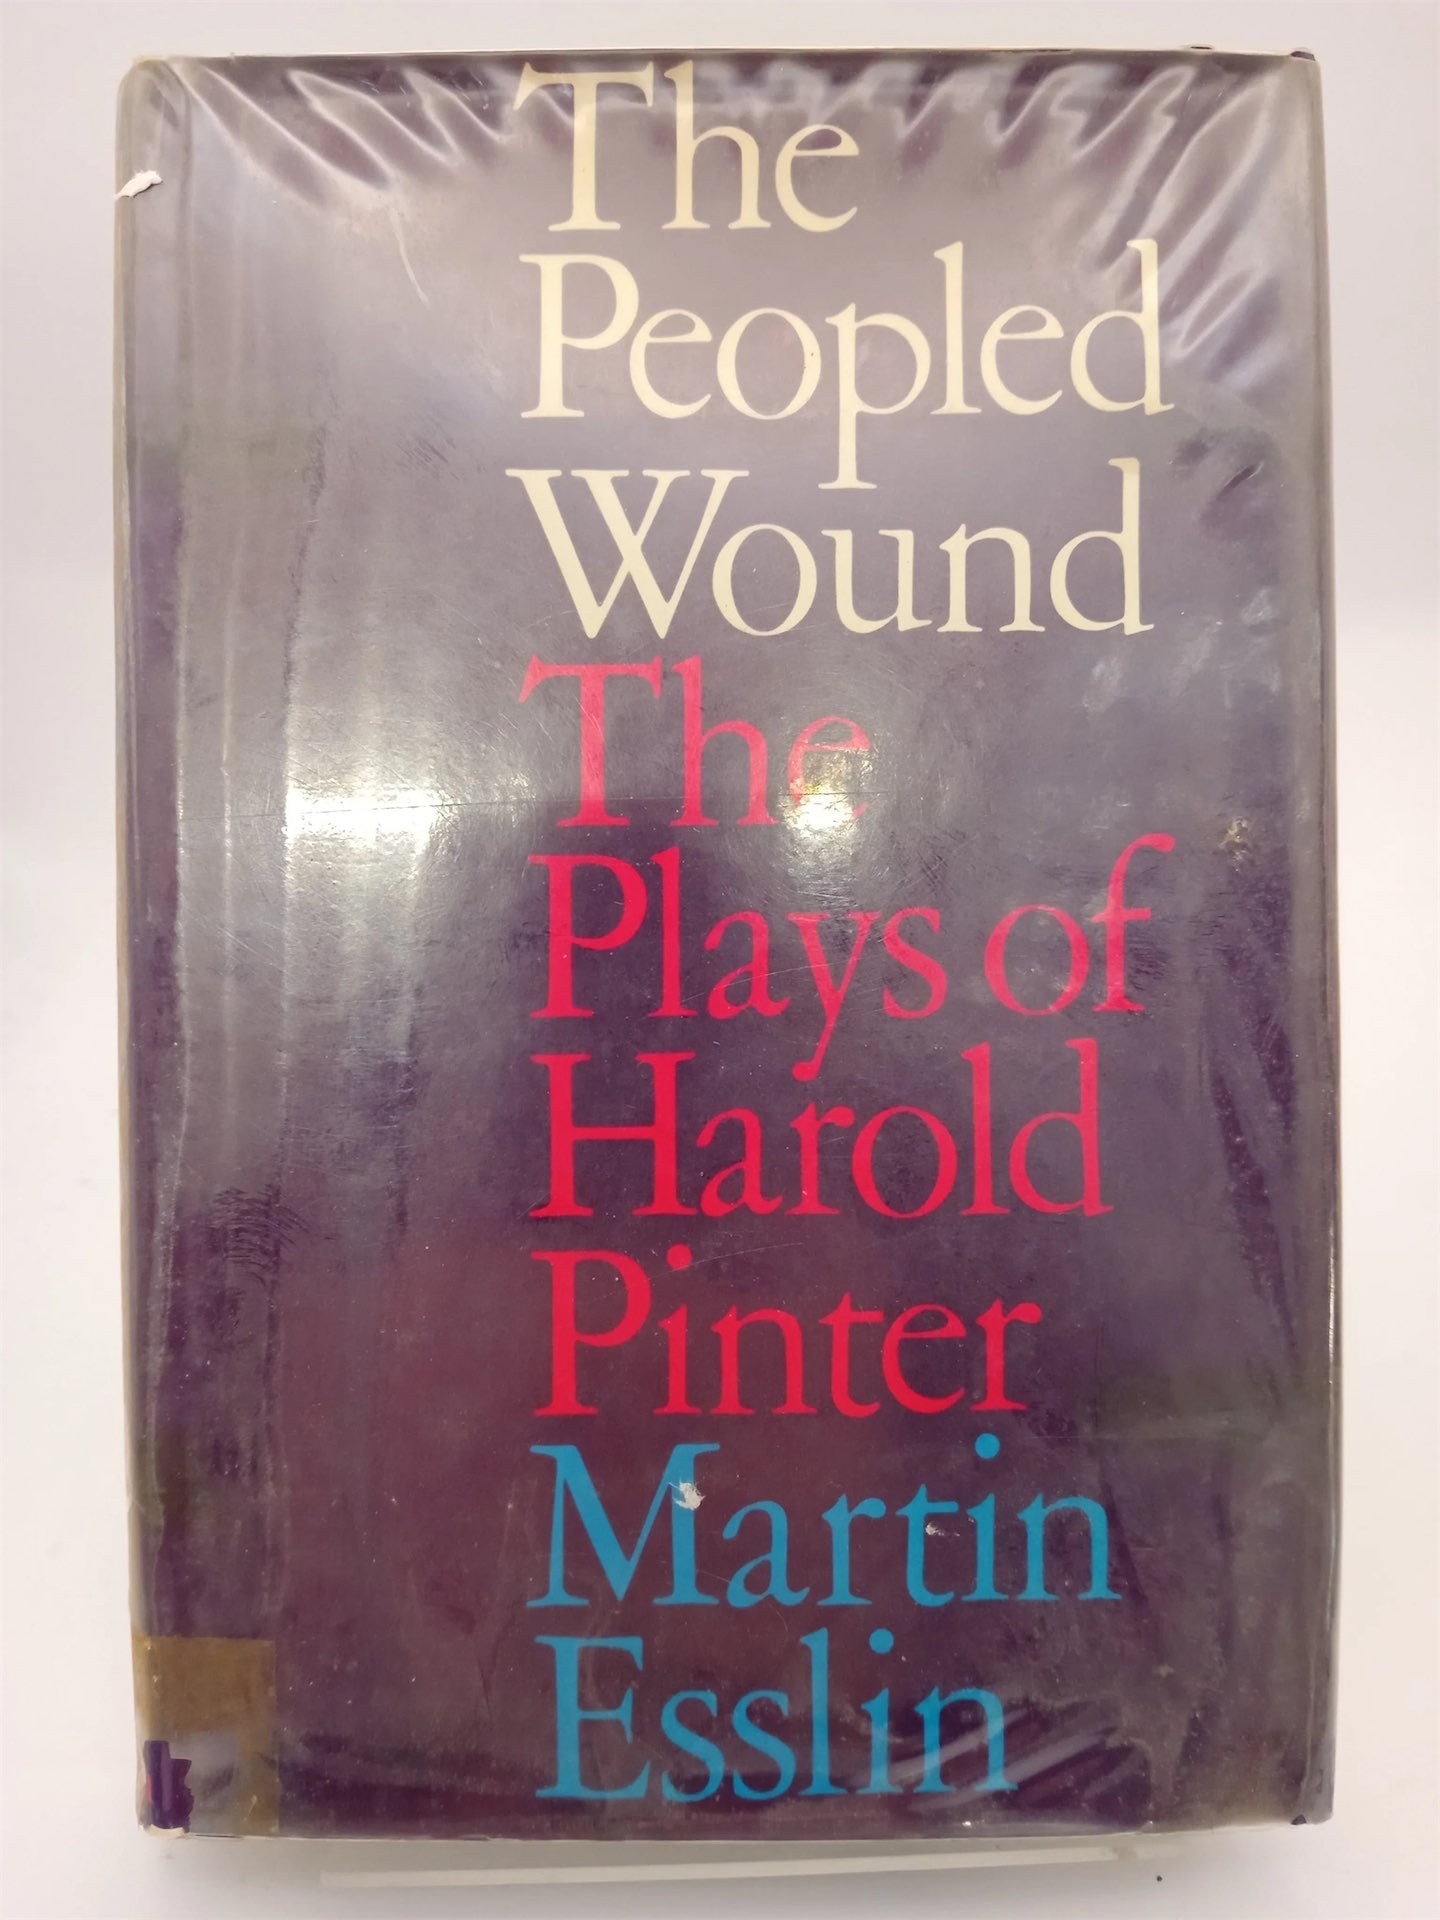 The
Peopled
Wound
The
Plays of
Harold
Pinter
Martin
Esslin